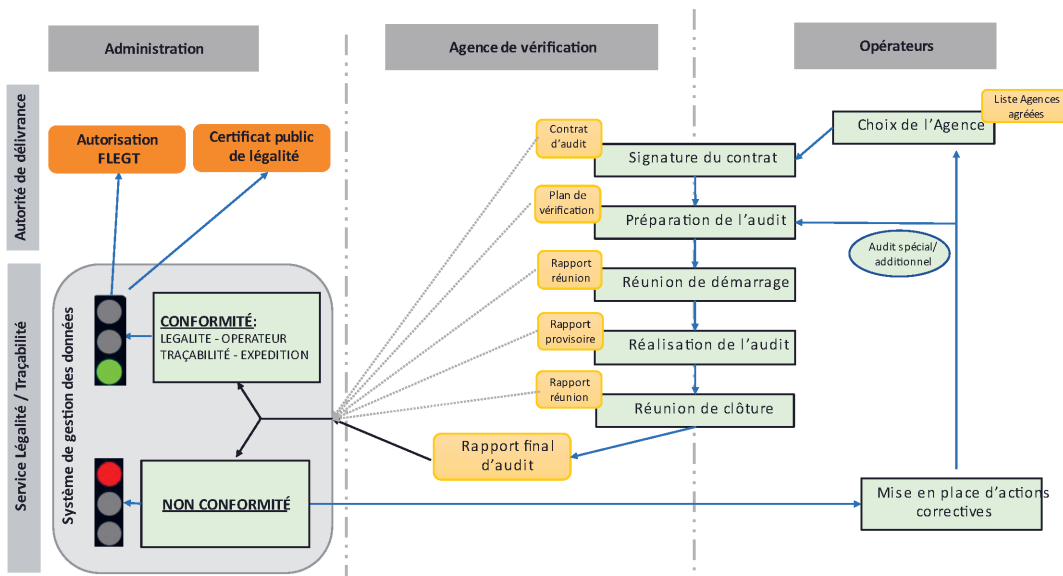 Administration
Agence de vérification
Opérateurs
Autorité de délivrance
Service Légalité / Traçabilité
Autorisation
FLEGT
Certificat public
de légalité
Contrat
d'audit
Signature du contrat
Choix de l'Agence
Liste Agences
agréées
Plan de
vérification
Préparation de l'audit
Audit spécial/
additionnel
Rapport
réunion
Réunion de démarrage
Rapport
provisoire
Réalisation de l'audit
Rapport
réunion
Réunion de clôture
Rapport final
d'audit
Système de gestion des données
CONFORMITÉ:
LEGALITE - OPERATEUR
TRAÇABILITÉ - EXPEDITION
NON CONFORMITÉ
Mise en place d'actions
correctives